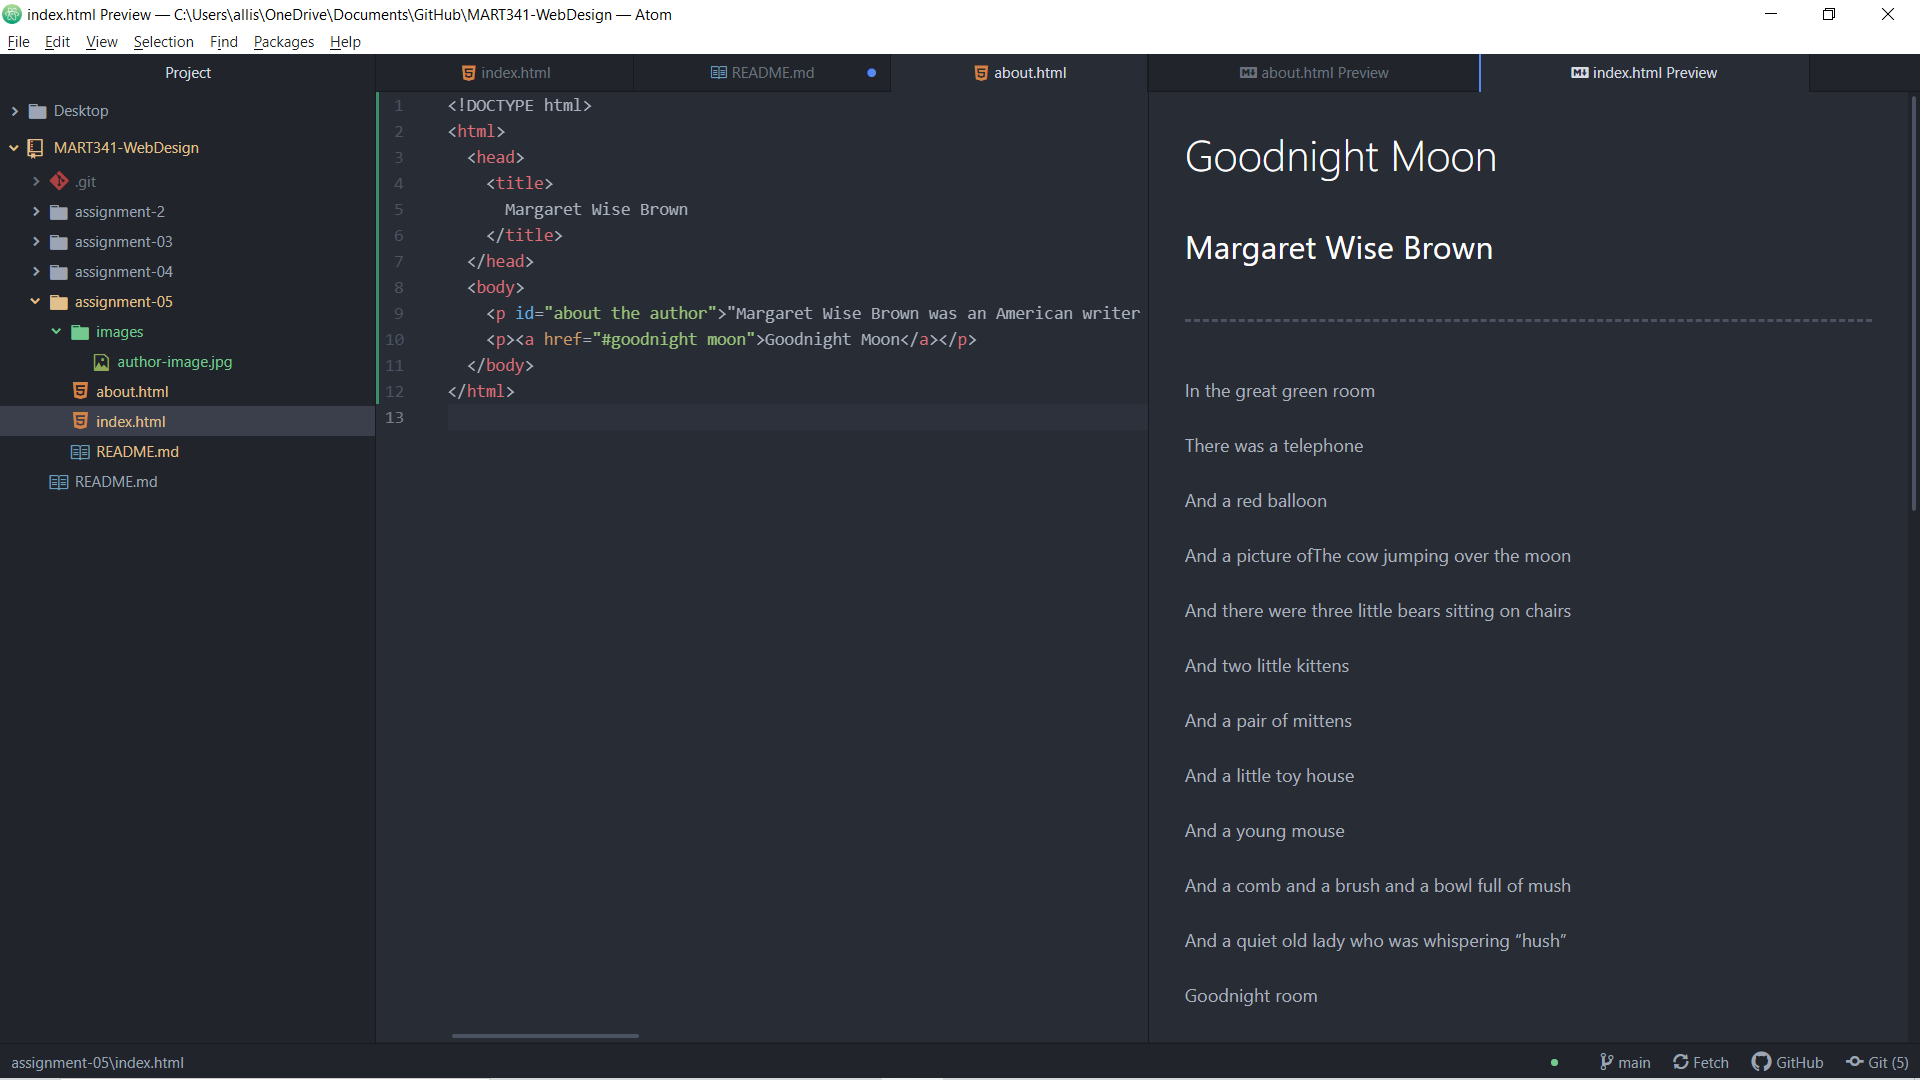 index.html Preview — C:\Users\allis\OneDrive\Documents\GitHub\MART341-WebDesign — Atom
File Edit View Selection Find Packages Help
Project
Desktop
MART341-WebDesign
.git
assignment-2
assignment-03
assignment-04
assignment-05
images
author-image.jpg
about.html
index.html
README.md
README.md
index.html README.md about.html
1 <!DOCTYPE html>
2 <html>
3 <head>
4 <title>
5 Margaret Wise Brown
6 </title>
7 </head>
8 <body>
9 <p id="about the author">"Margaret Wise Brown was an American writer
10 <p><a href="#goodnight moon">Goodnight Moon</a></p>
11 </body>
12 </html>
13
about.html Preview index.html Preview
Goodnight Moon
Margaret Wise Brown
In the great green room
There was a telephone
And a red balloon
And a picture ofThe cow jumping over the moon
And there were three little bears sitting on chairs
And two little kittens
And a pair of mittens
And a little toy house
And a young mouse
And a comb and a brush and a bowl full of mush
And a quiet old lady who was whispering “hush”
Goodnight room
assignment-05\index.html
main Fetch GitHub Git (5)